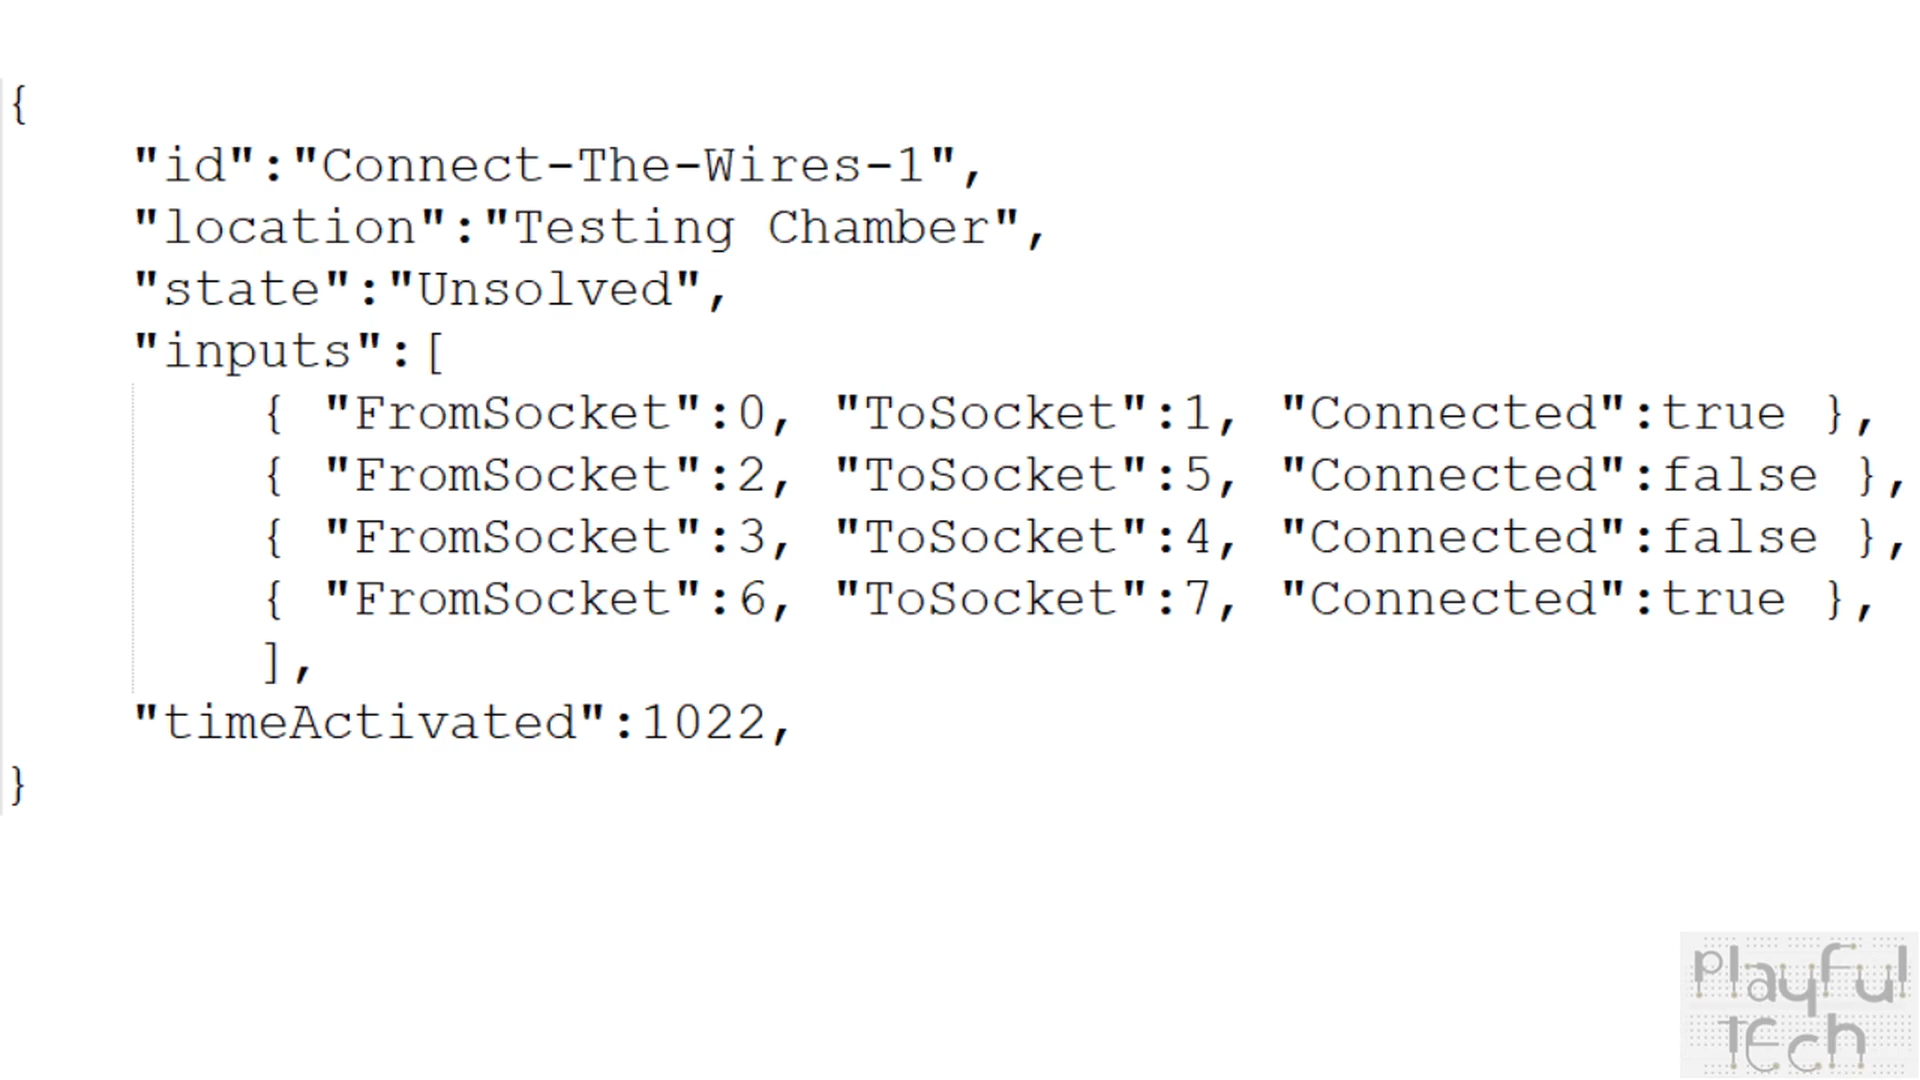 {
"id":"Connect-The-Wires-1",
"location":"Testing Chamber",
"state":"Unsolved",
"inputs":[
{ "FromSocket":0, "ToSocket":1, "Connected":true },
{ "FromSocket":2, "ToSocket":5, "Connected":false },
{ "FromSocket":3, "ToSocket":4, "Connected":false },
{ "FromSocket":6, "ToSocket":7, "Connected":true },
],
"timeActivated":1022,
}
playful
tech